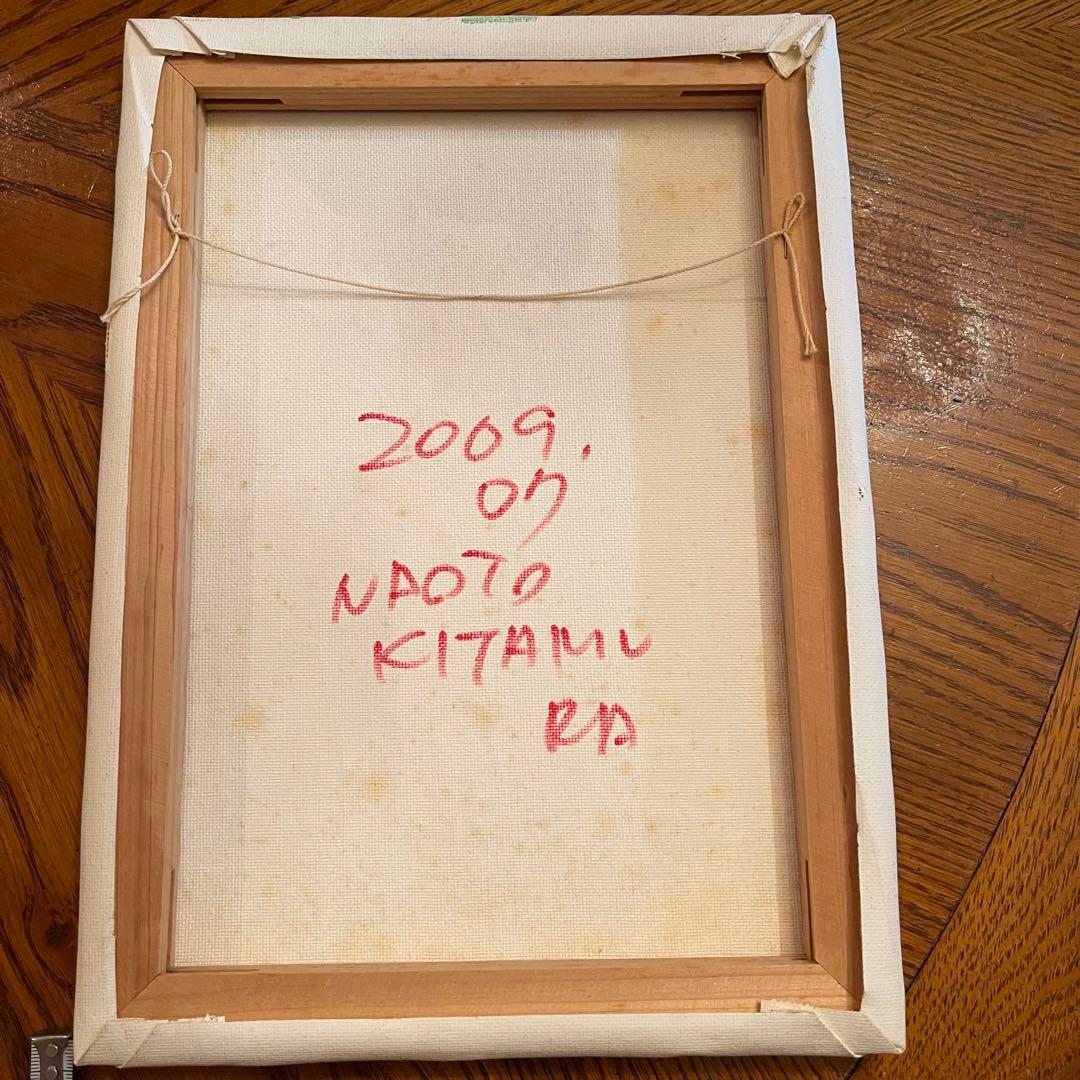 2009.
07
NAOTO
KITAMU
RA